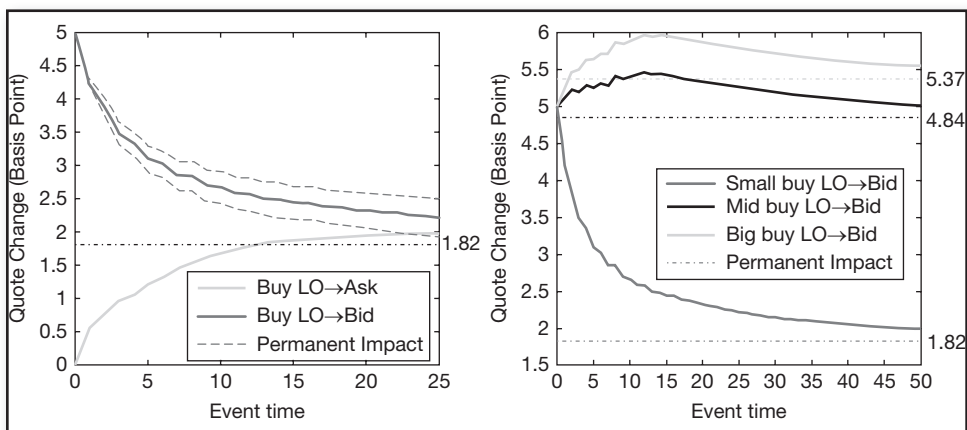 5
4.5
4
3.5
3
2.5
2
1.5
1
0.5
0
Quote Change (Basis Point)
1.82
Buy LO→Ask
Buy LO→Bid
Permanent Impact
0 5 10 15 20 25
Event time
6
5.5
5
4.5
4
3.5
3
2.5
2
1.5
Quote Change (Basis Point)
5.37
4.84
Small buy LO→Bid
Mid buy LO→Bid
Big buy LO→Bid
Permanent Impact
1.82
0 5 10 15 20 25 30 35 40 45 50
Event time